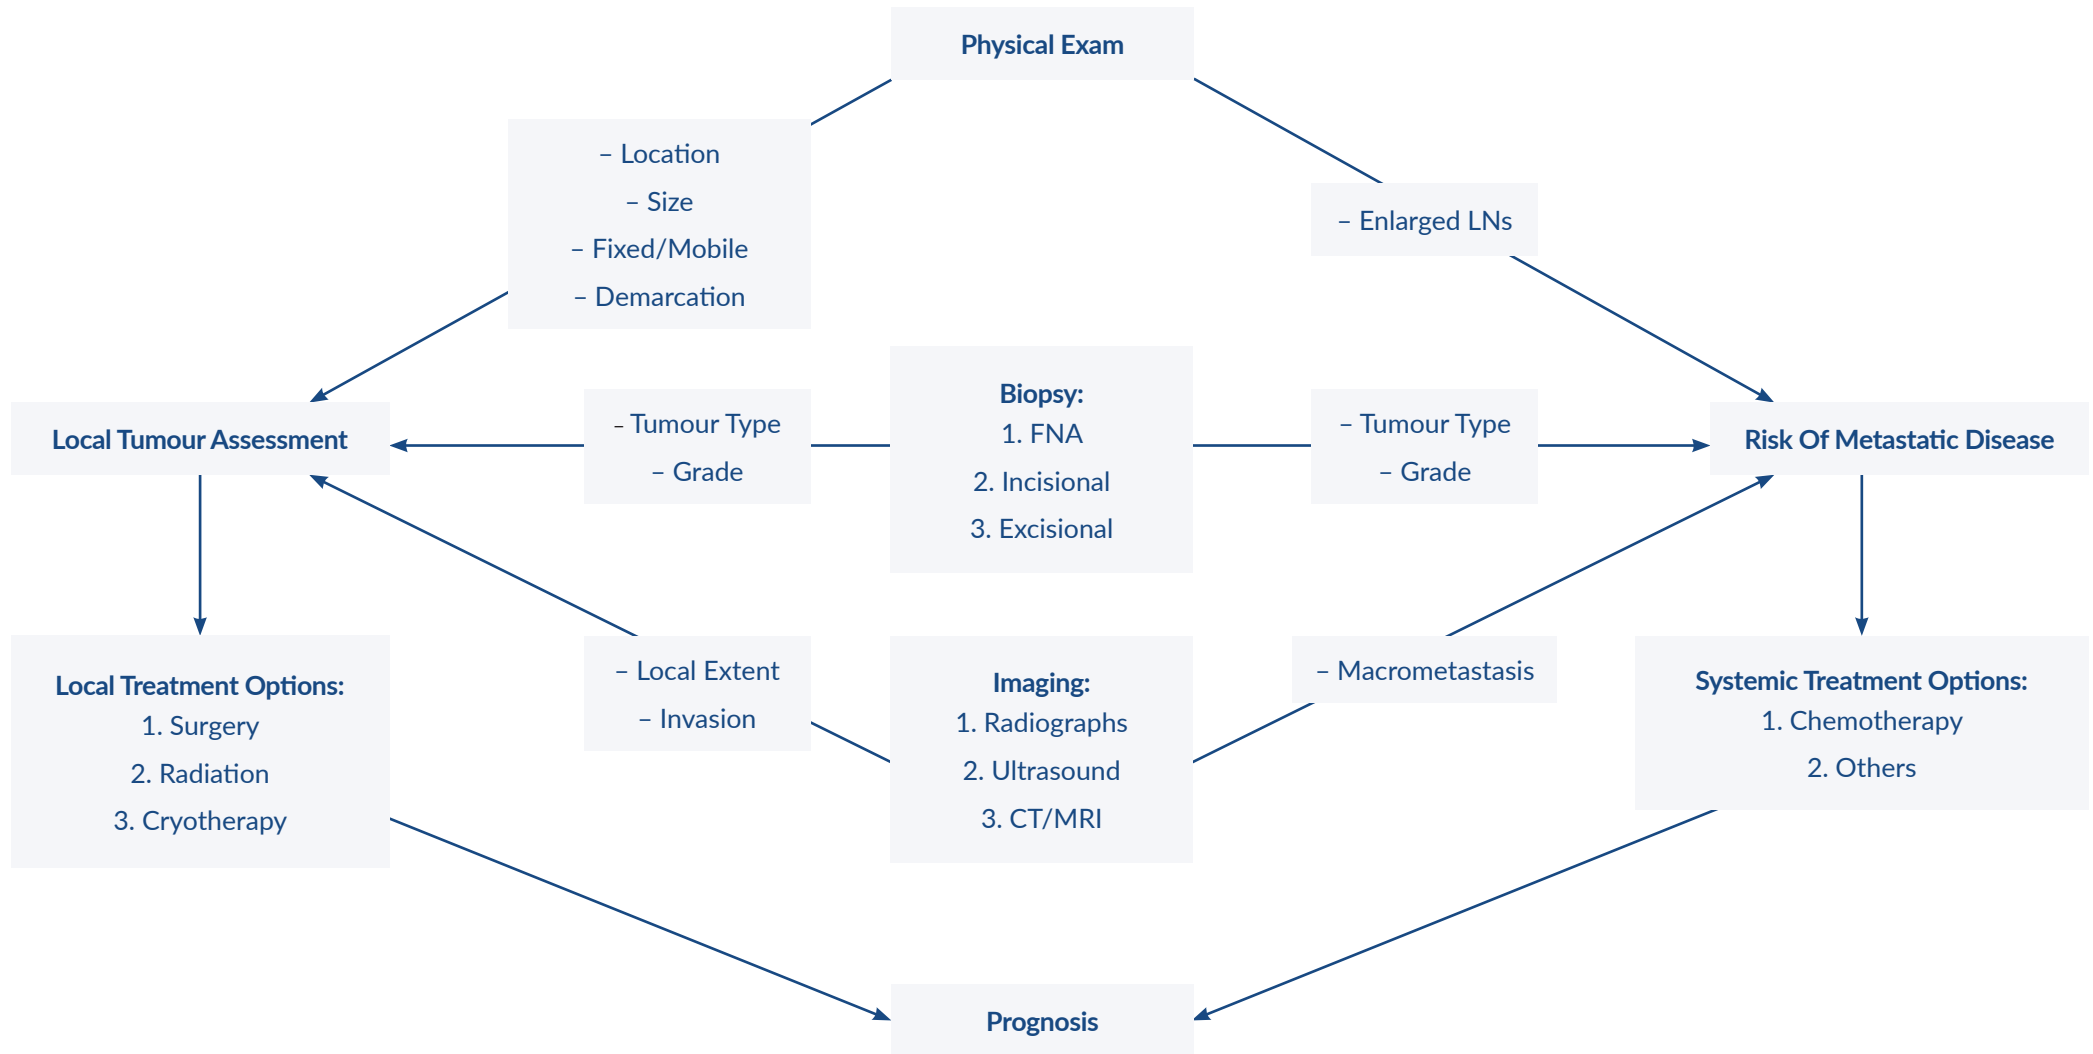 Physical Exam
– Location
– Size
– Fixed/Mobile
– Demarcation
– Enlarged LNs
Local Tumour Assessment
– Tumour Type
– Grade
Biopsy:
1. FNA
2. Incisional
3. Excisional
– Tumour Type
– Grade
Risk Of Metastatic Disease
Local Treatment Options:
1. Surgery
2. Radiation
3. Cryotherapy
– Local Extent
– Invasion
Imaging:
1. Radiographs
2. Ultrasound
3. CT/MRI
– Macrometastasis
Systemic Treatment Options:
1. Chemotherapy
2. Others
Prognosis